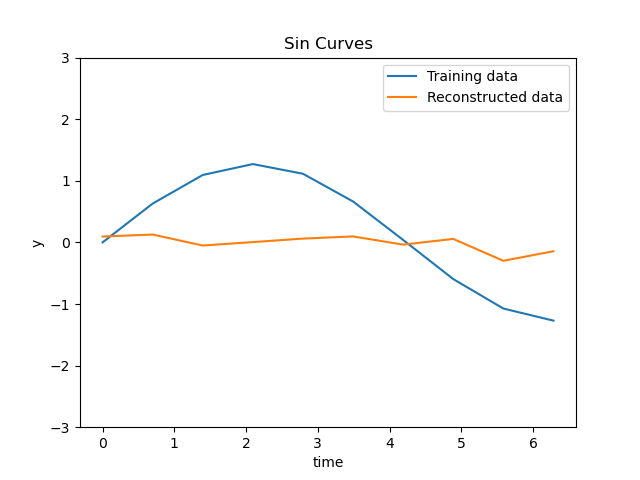 Sin Curves
Training data
Reconstructed data
3
2
1
0
−1
−2
−3
y
0 1 2 3 4 5 6
time